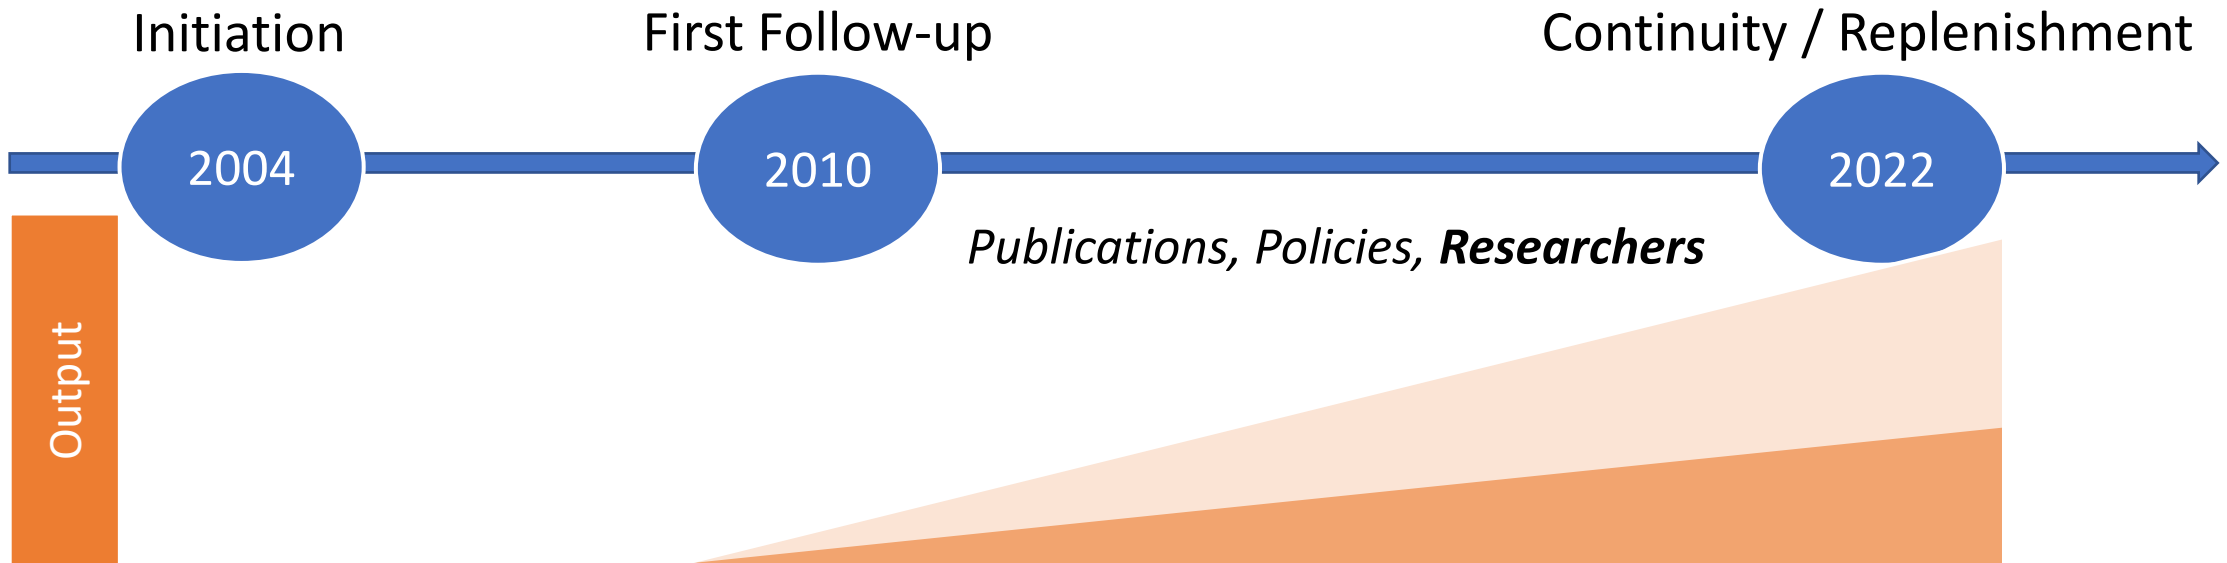 Initiation
First Follow-up
Continuity / Replenishment
2004
2010
2022
Publications, Policies, Researchers
Output